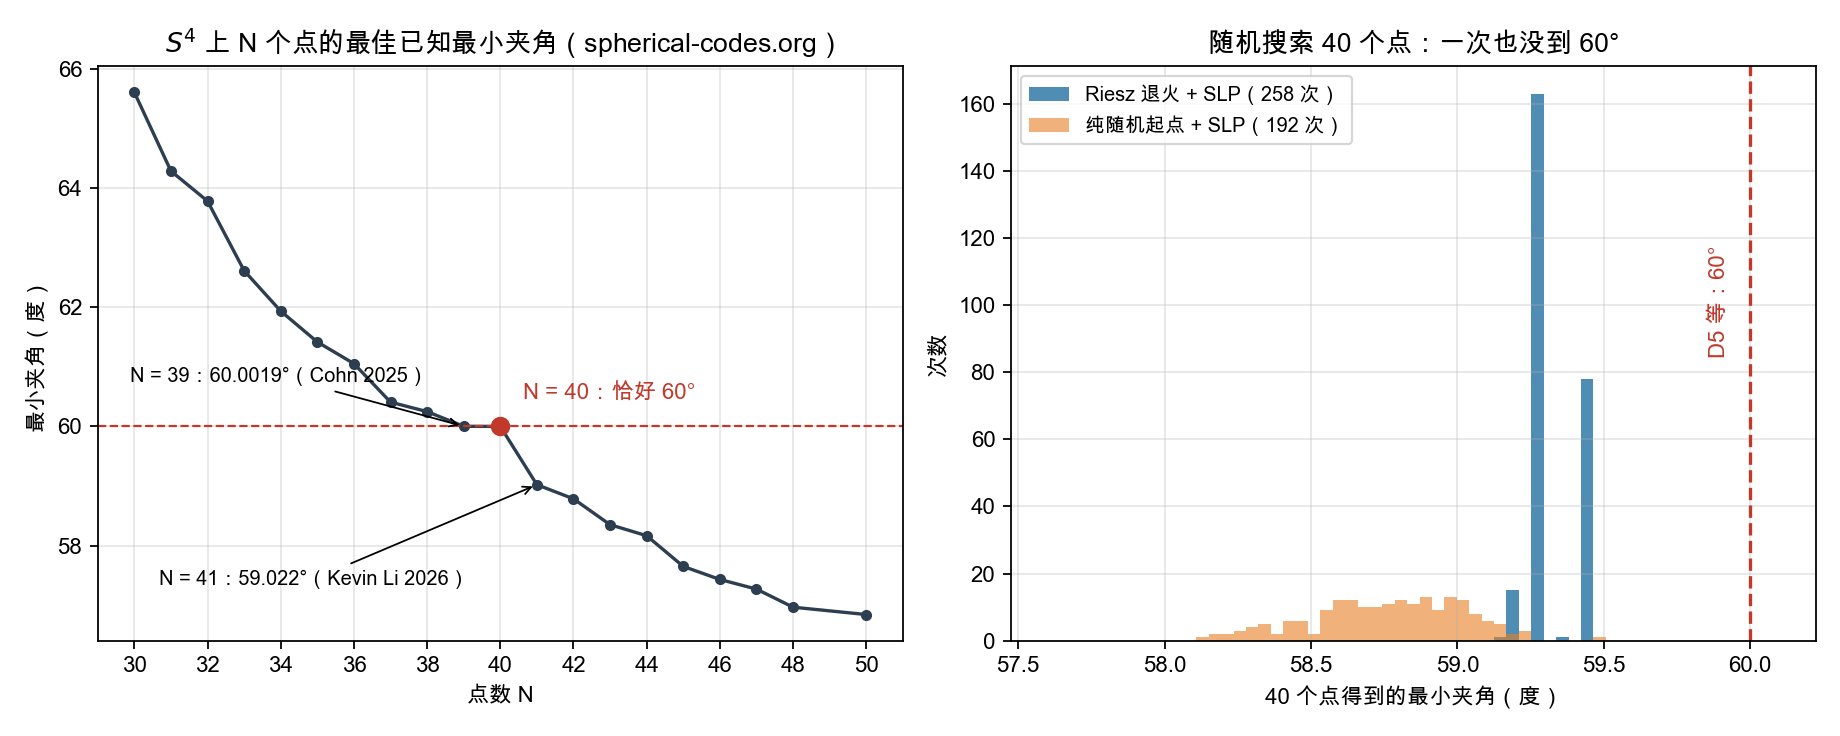 S⁴ 上 N 个点的最佳已知最小夹角（spherical-codes.org）
66
64
62
60
58
最小夹角（度）
N = 39：60.0019°（Cohn 2025）
N = 40：恰好 60°
N = 41：59.022°（Kevin Li 2026）
30 32 34 36 38 40 42 44 46 48 50
点数 N
随机搜索 40 个点：一次也没到 60°
Riesz 退火 + SLP（258 次）
纯随机起点 + SLP（192 次）
160
140
120
100
80
60
40
20
0
次数
D5 等：60°
57.5 58.0 58.5 59.0 59.5 60.0
40 个点得到的最小夹角（度）